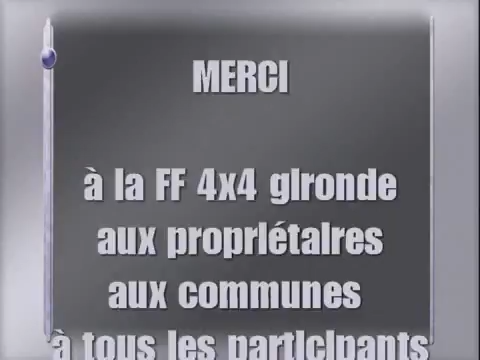 MERCI
à la FF 4x4 gironde
aux propriétaires
aux communes
à tous les participants